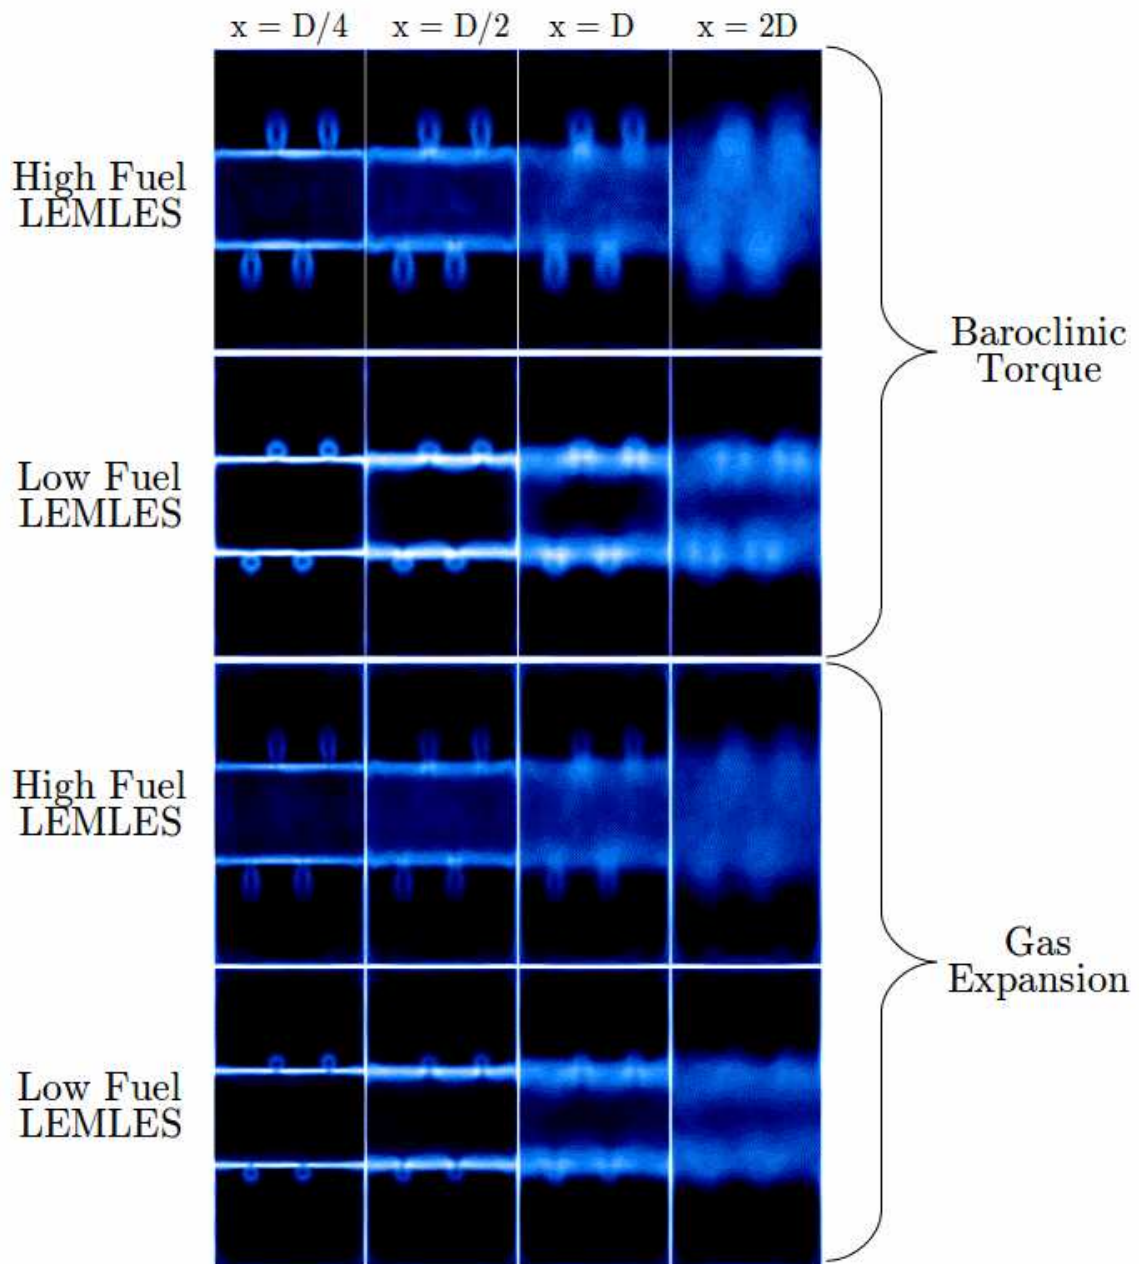 x = D/4 x = D/2 x = D x = 2D
High Fuel
LEMLES
Baroclinic
Torque
Low Fuel
LEMLES
High Fuel
LEMLES
Gas
Expansion
Low Fuel
LEMLES